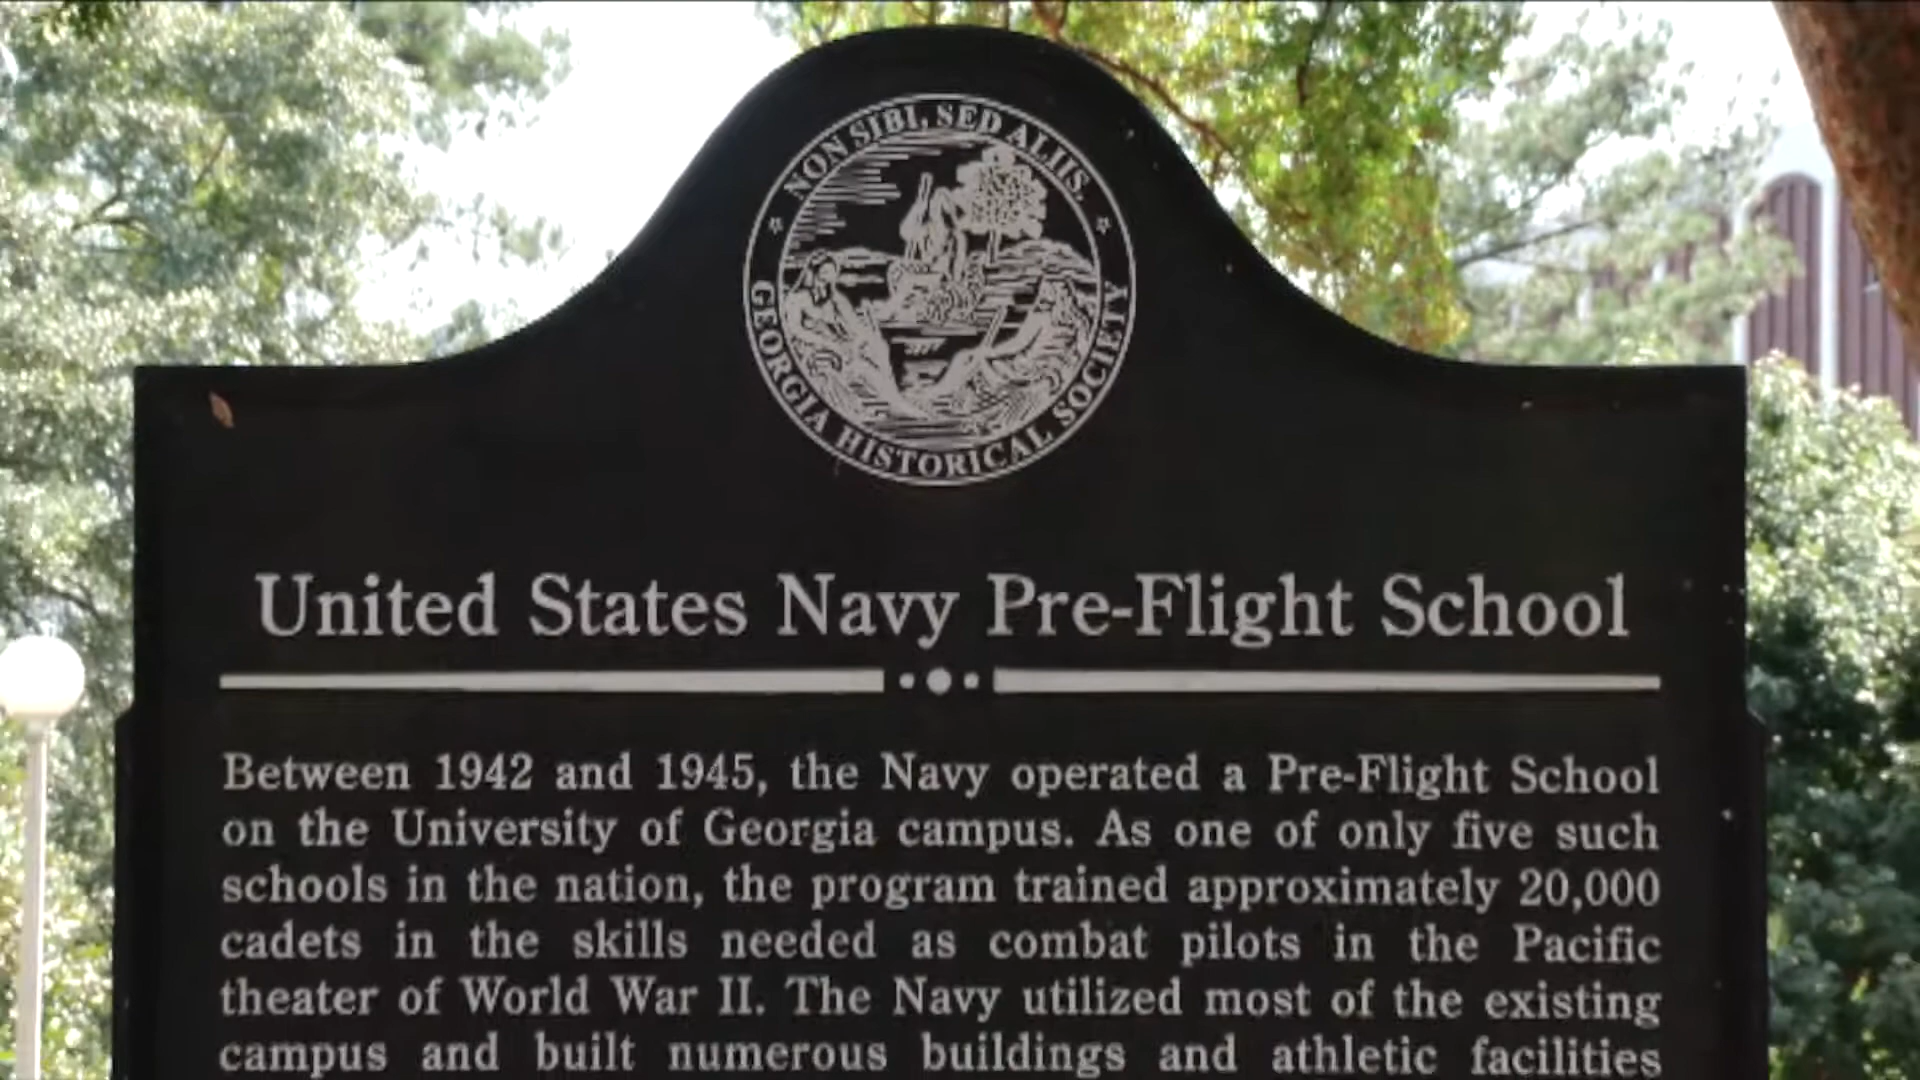 NON SIBI, SED ALIIS.
GEORGIA HISTORICAL SOCIETY
United States Navy Pre-Flight School
Between 1942 and 1945, the Navy operated a Pre-Flight School
on the University of Georgia campus. As one of only five such
schools in the nation, the program trained approximately 20,000
cadets in the skills needed as combat pilots in the Pacific
theater of World War II. The Navy utilized most of the existing
campus and built numerous buildings and athletic facilities